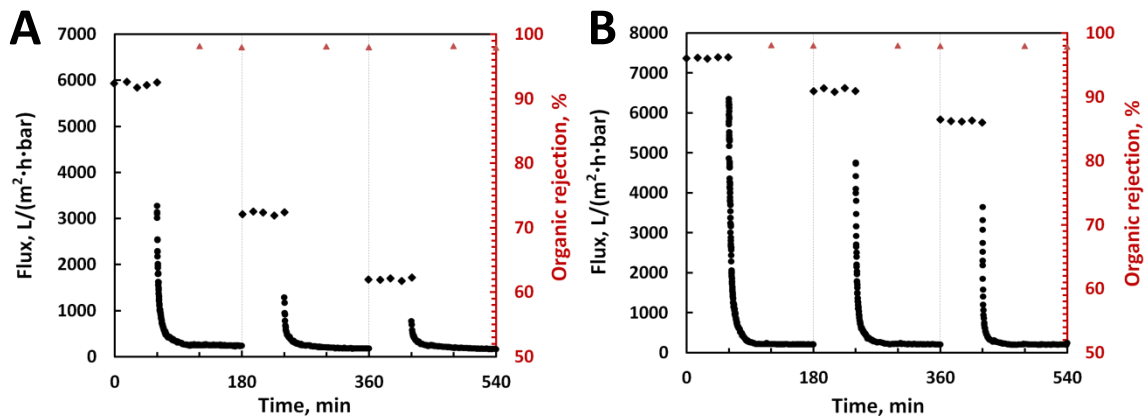 A
7000
6000
5000
4000
3000
2000
1000
0
Flux, L/(m²·h·bar)
100
90
80
70
60
50
Organic rejection, %
0 180 360 540
Time, min
B
8000
7000
6000
5000
4000
3000
2000
1000
0
Flux, L/(m²·h·bar)
100
90
80
70
60
50
Organic rejection, %
0 180 360 540
Time, min